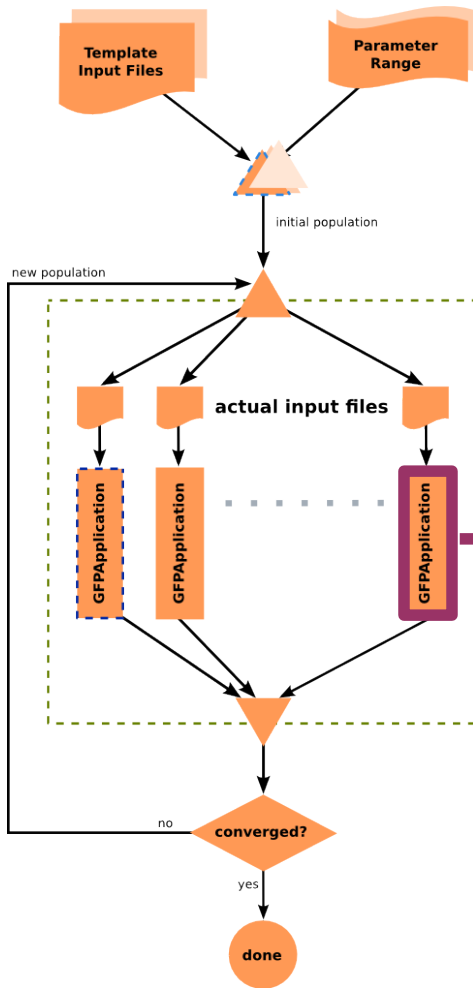 Template
Input Files
Parameter
Range
initial population
new population
actual input files
GFPApplication
GFPApplication
GFPApplication
converged?
no
yes
done